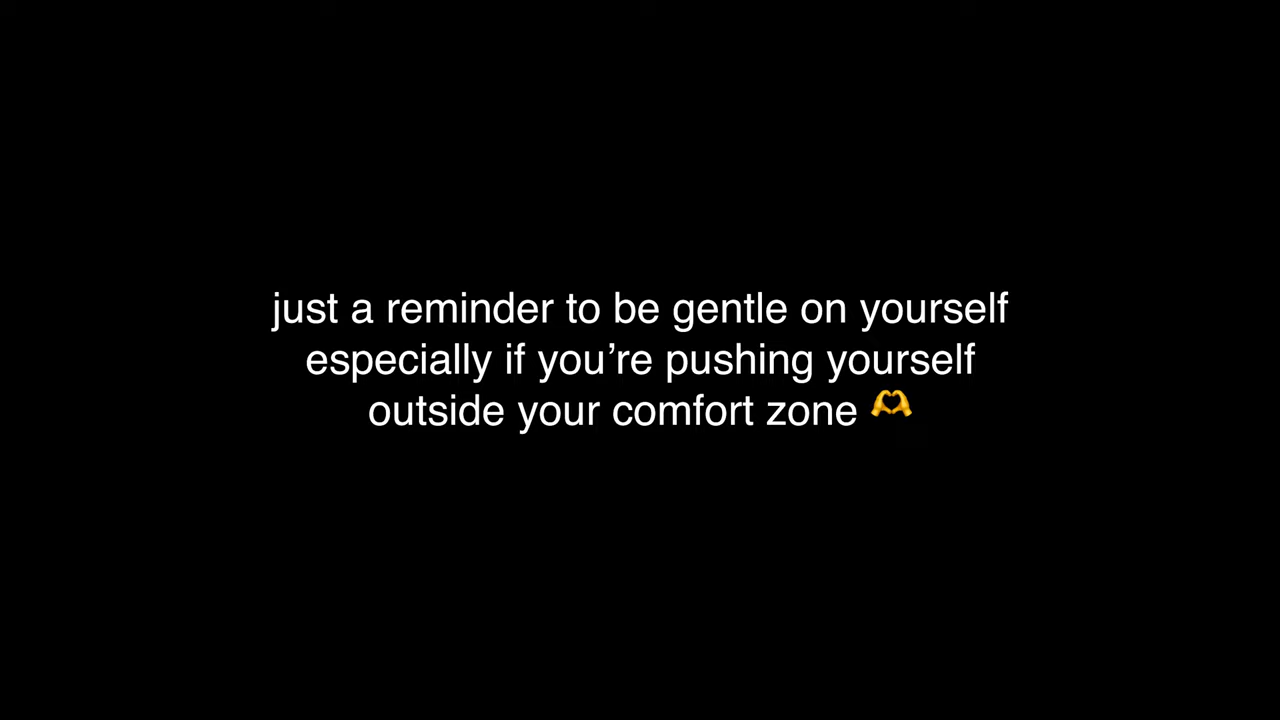 just a reminder to be gentle on yourself
especially if you’re pushing yourself
outside your comfort zone 🫶